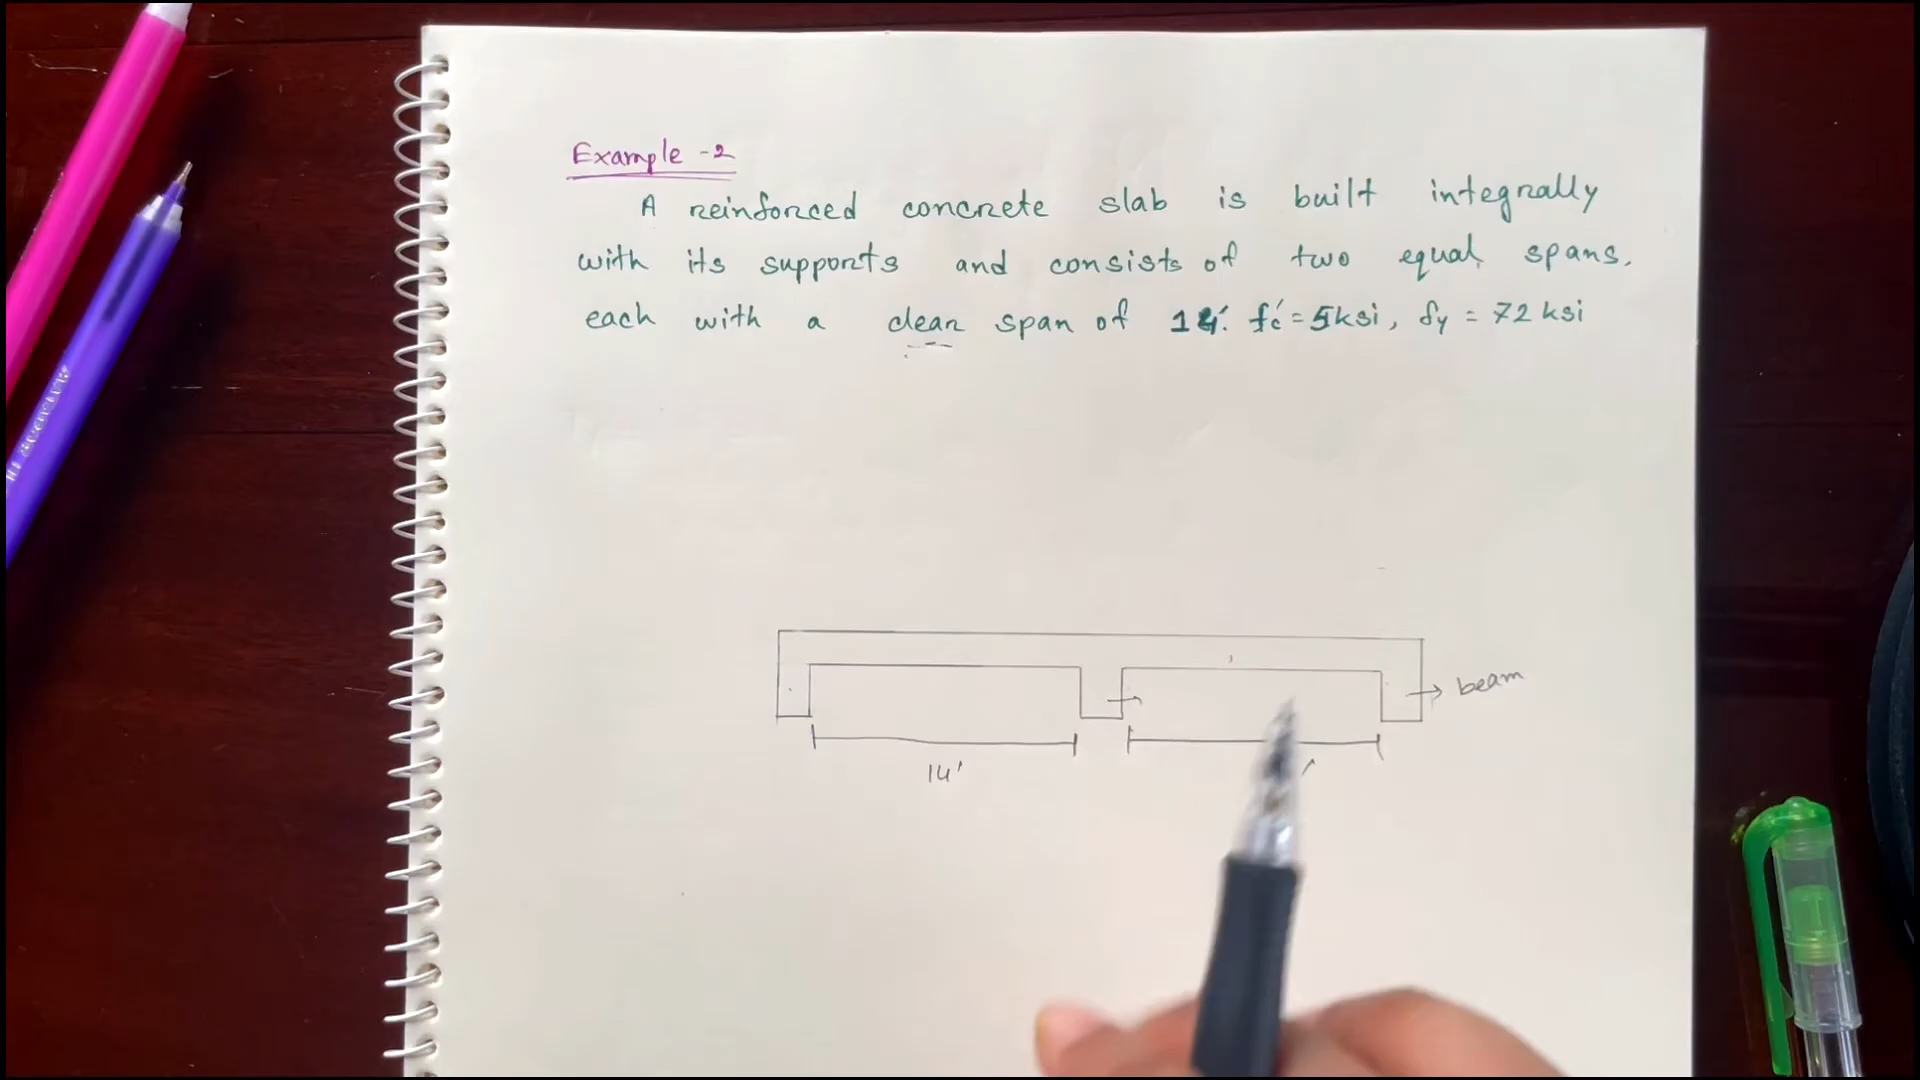 Example -2
A reinforced concrete slab is built integrally
with its supports and consists of two equal spans.
each with a clear span of 14'. fc' = 5ksi, fy = 72 ksi
beam
14'